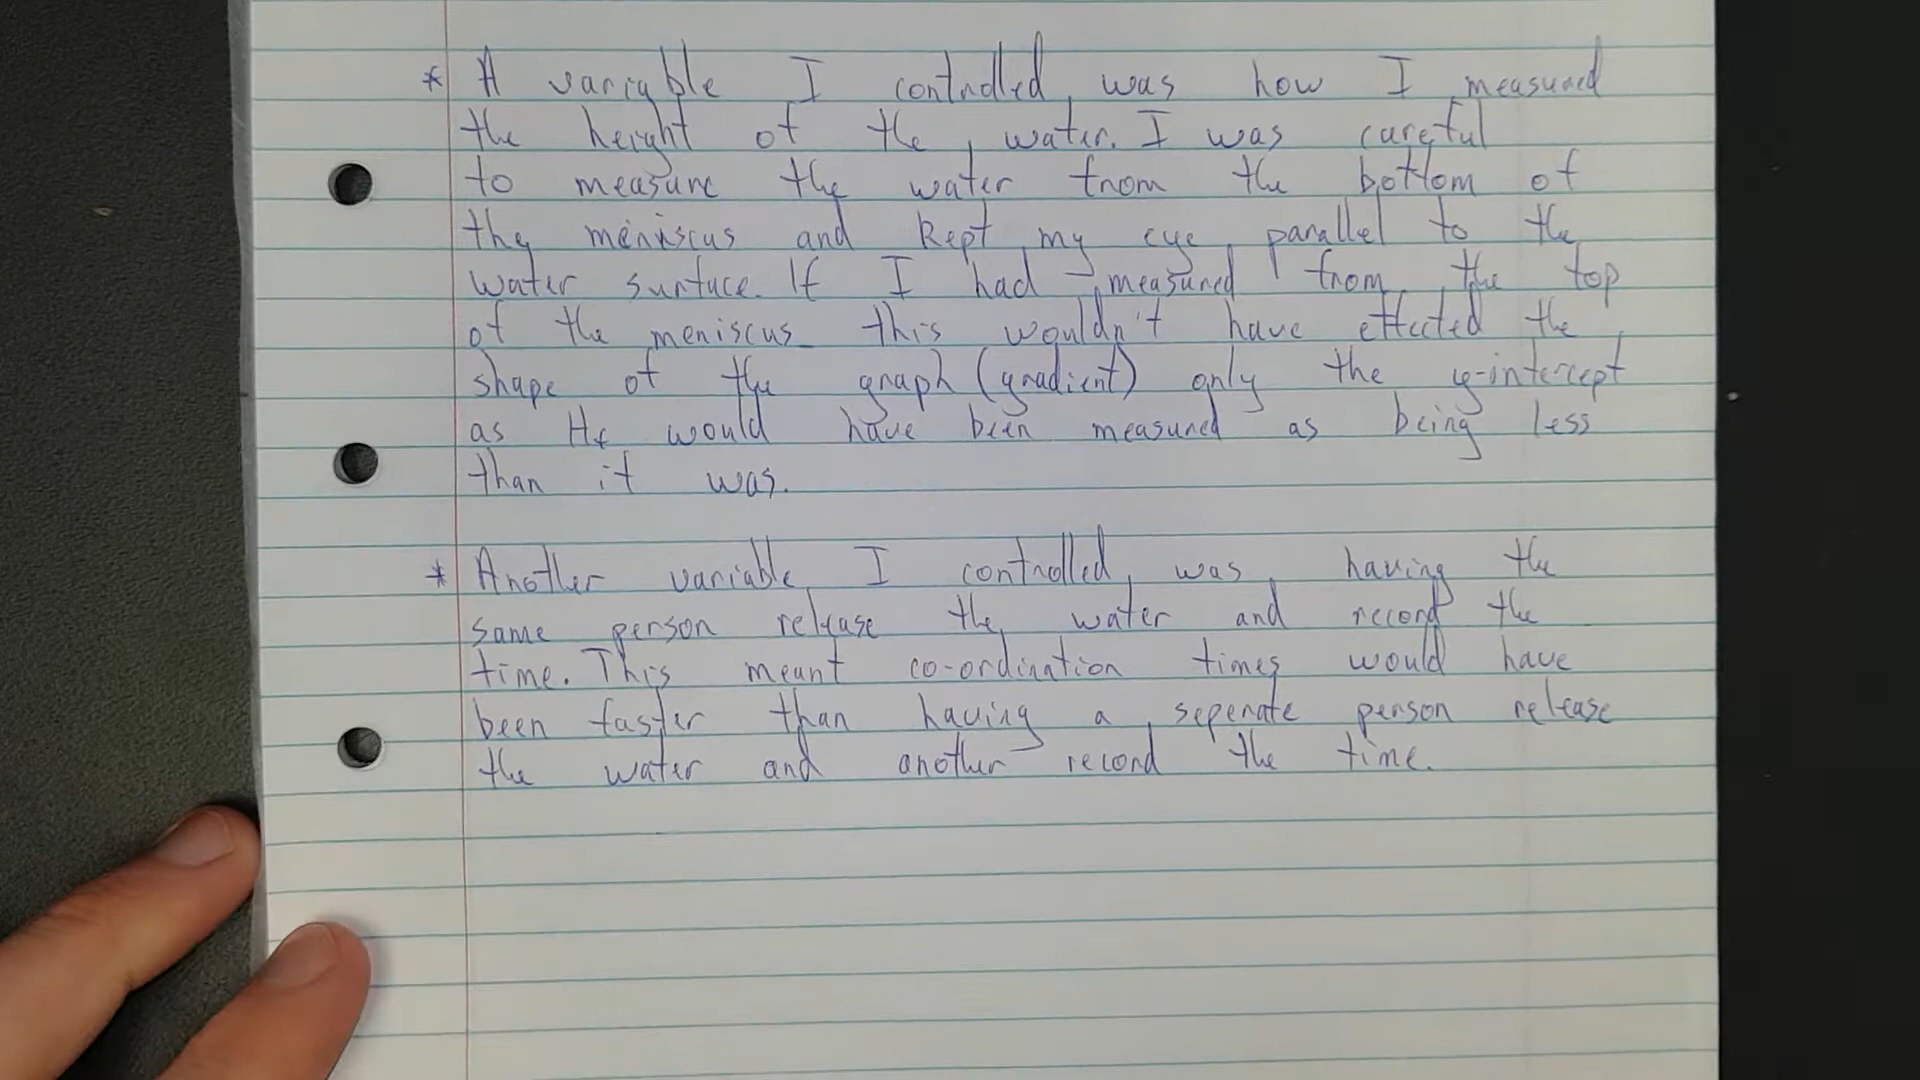 * A variable I controlled was how I measured
the height of the water. I was careful
to measure the water from the bottom of
the meniscus and kept my eye parallel to the
water surface. If I had measured from the top
of the meniscus this wouldn't have effected the
shape of the graph (gradient) only the y-intercept
as Hf would have been measured as being less
than it was.
* Another variable I controlled was having the
same person release the water and record the
time. This meant co-ordination times would have
been faster than having a seperate person release
the water and another record the time.